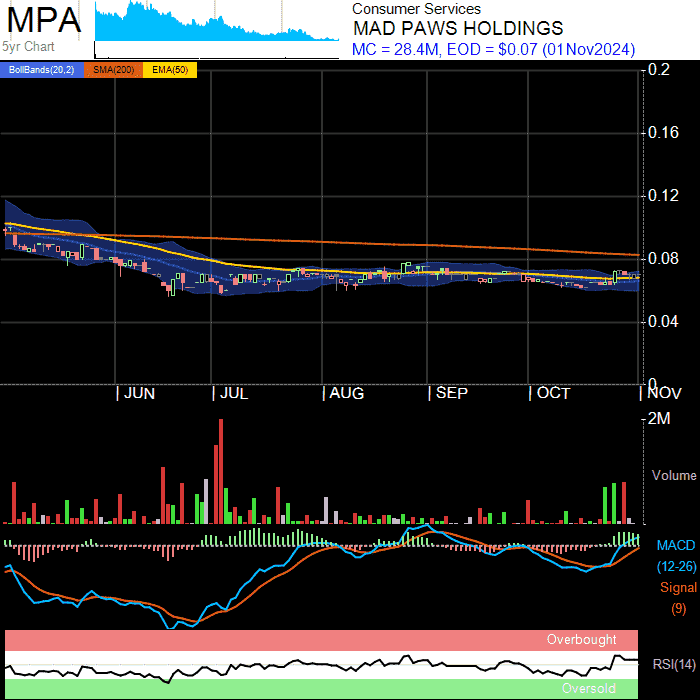 MPA
5yr Chart
Consumer Services
MAD PAWS HOLDINGS
MC = 28.4M, EOD = $0.07 (01Nov2024)
BollBands(20,2) SMA(200) EMA(50)
0.2
0.16
0.12
0.08
0.04
0
JUN JUL AUG SEP OCT NOV
2M
Volume
MACD
(12-26)
Signal
(9)
Overbought
RSI(14)
Oversold